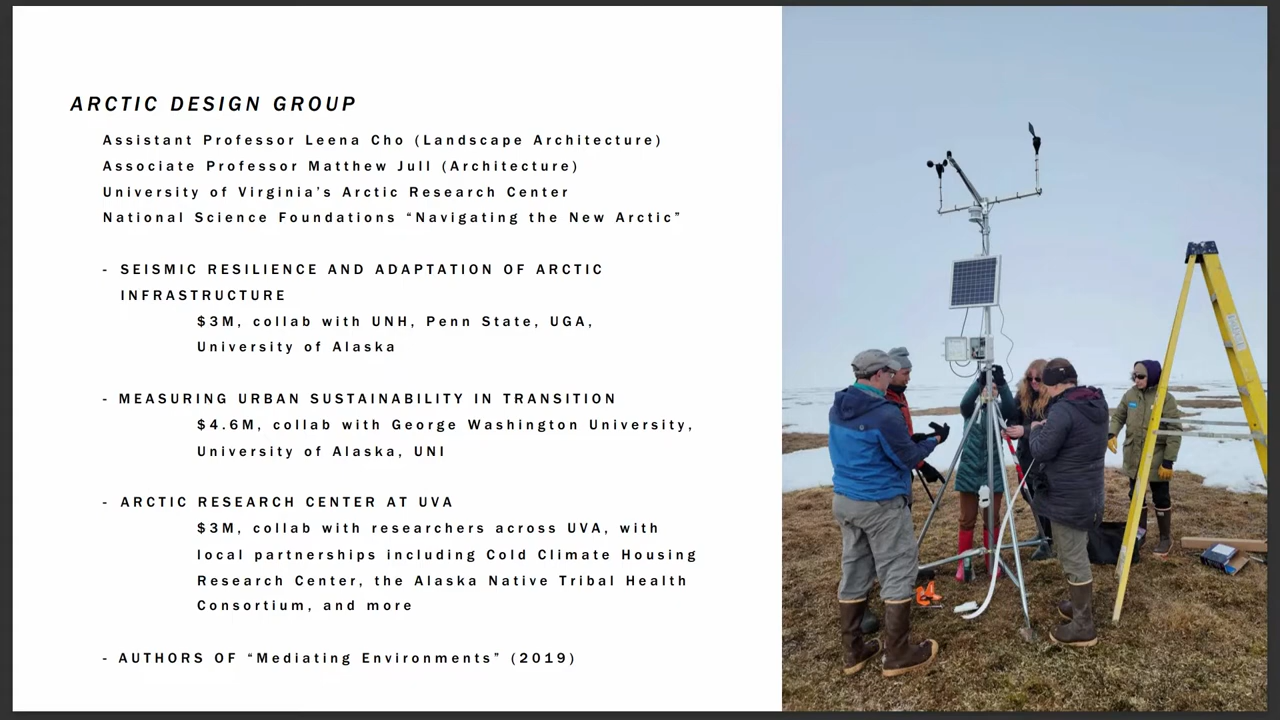 ARCTIC DESIGN GROUP
Assistant Professor Leena Cho (Landscape Architecture)
Associate Professor Matthew Jull (Architecture)
University of Virginia’s Arctic Research Center
National Science Foundations “Navigating the New Arctic”
- SEISMIC RESILIENCE AND ADAPTATION OF ARCTIC
INFRASTRUCTURE
$3M, collab with UNH, Penn State, UGA,
University of Alaska
- MEASURING URBAN SUSTAINABILITY IN TRANSITION
$4.6M, collab with George Washington University,
University of Alaska, UNI
- ARCTIC RESEARCH CENTER AT UVA
$3M, collab with researchers across UVA, with
local partnerships including Cold Climate Housing
Research Center, the Alaska Native Tribal Health
Consortium, and more
- AUTHORS OF “Mediating Environments” (2019)